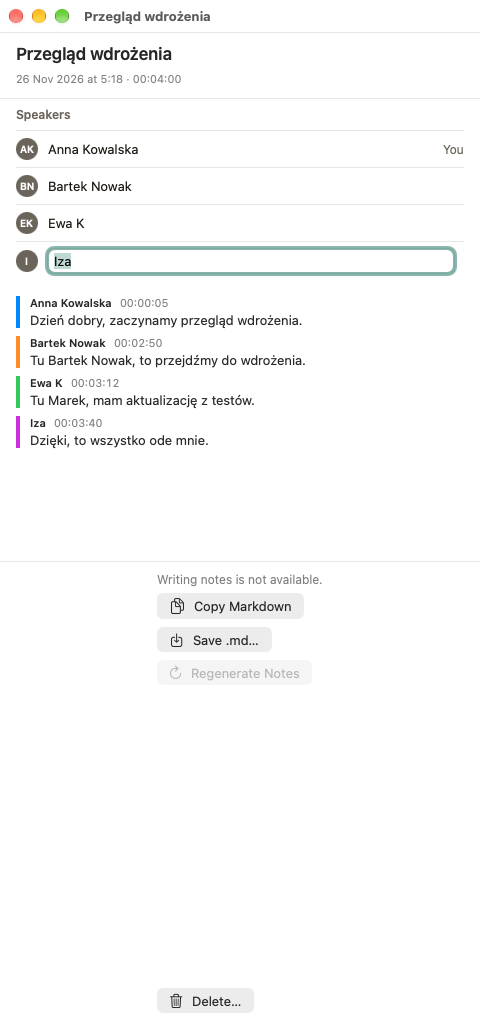 Przegląd wdrożenia
Przegląd wdrożenia
26 Nov 2026 at 5:18 · 00:04:00
Speakers
AK Anna Kowalska You
BN Bartek Nowak
EK Ewa K
I Iza
Anna Kowalska 00:00:05
Dzień dobry, zaczynamy przegląd wdrożenia.
Bartek Nowak 00:02:50
Tu Bartek Nowak, to przejdźmy do wdrożenia.
Ewa K 00:03:12
Tu Marek, mam aktualizację z testów.
Iza 00:03:40
Dzięki, to wszystko ode mnie.
Writing notes is not available.
Copy Markdown
Save .md...
Regenerate Notes
Delete...